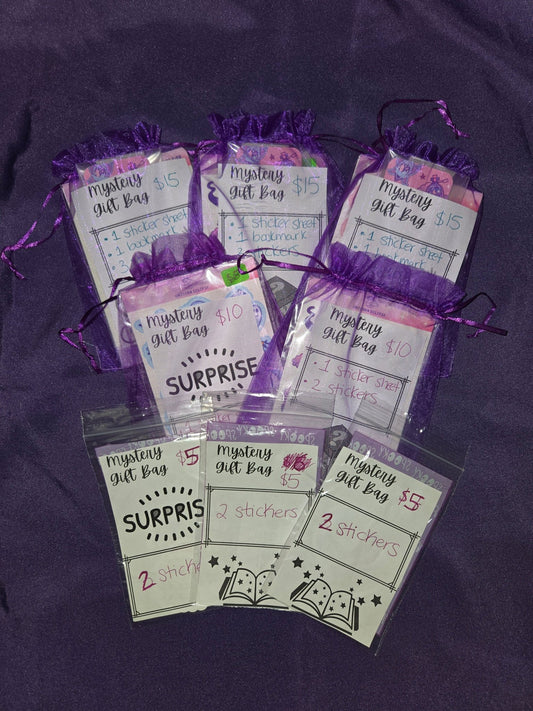 Mystery
Gift Bag $15
• 1 sticker sheet
• 1 bookmark
Mystery
Gift Bag $15
• 1 sticker sheet
• 1 bookmark
Mystery
Gift Bag $15
• 1 sticker sheet
• 1 bookmark
Mystery
Gift Bag $10
SURPRISE
Mystery
Gift Bag $10
• 1 sticker sheet
• 2 stickers
Mystery
Gift Bag $5
SURPRIS
2 stickers
Mystery
Gift Bag
$5
2 stickers
Mystery
Gift Bag $5
2 stickers